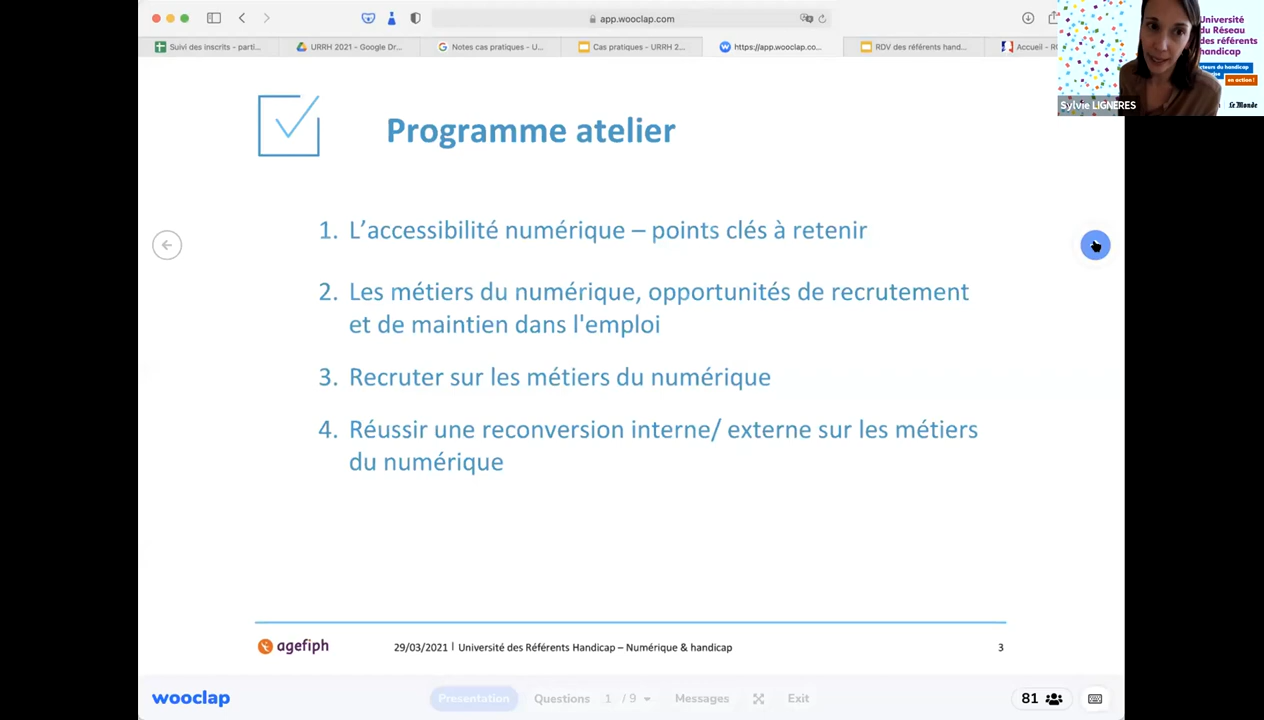 app.wooclap.com
Suivi des inscrits - parti...
URRH 2021 - Google Dr...
Notes cas pratiques - U...
Cas pratiques - URRH 2...
https://app.wooclap.co...
RDV des référents hand...
Accueil - R
Université
du Réseau
des référents
handicap
cteurs du handicap
en action !
Le Monde
Sylvie LIGNERES
Programme atelier
1. L’accessibilité numérique – points clés à retenir
2. Les métiers du numérique, opportunités de recrutement
et de maintien dans l'emploi
3. Recruter sur les métiers du numérique
4. Réussir une reconversion interne/ externe sur les métiers
du numérique
agefiph
29/03/2021 | Université des Référents Handicap – Numérique & handicap
3
wooclap
Presentation
Questions 1 / 9
Messages
Exit
81